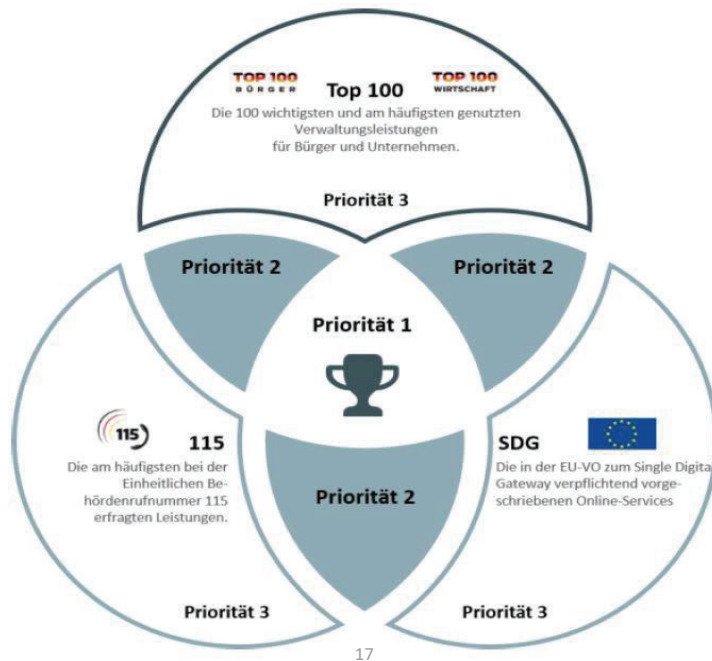 TOP 100
BÜRGER
Top 100
TOP 100
WIRTSCHAFT
Die 100 wichtigsten und am häufigsten genutzten
Verwaltungsleistungen
für Bürger und Unternehmen.
Priorität 3
Priorität 2
Priorität 2
Priorität 1
115
115
Die am häufigsten bei der
Einheitlichen Be-
hördenrufnummer 115
erfragten Leistungen.
SDG
Die in der EU-VO zum Single Digita
Gateway verpflichtend vorge-
schriebenen Online-Services
Priorität 2
Priorität 3
Priorität 3
17